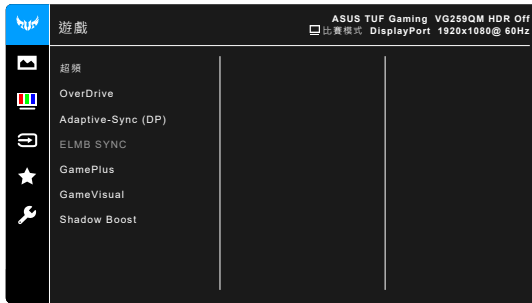 遊戲
ASUS TUF Gaming VG259QM HDR Off
比賽模式 DisplayPort 1920x1080@ 60Hz
超頻
OverDrive
Adaptive-Sync (DP)
ELMB SYNC
GamePlus
GameVisual
Shadow Boost